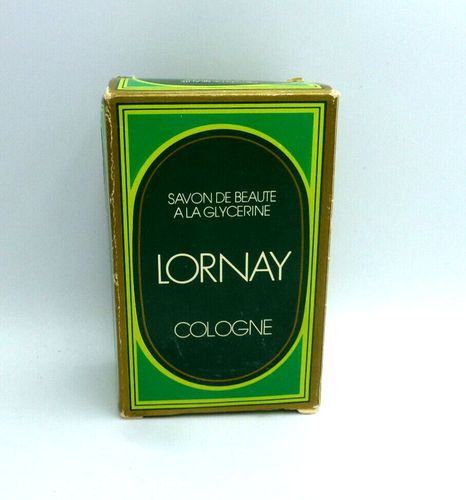 SAVON DE BEAUTE
A LA GLYCERINE
LORNAY
COLOGNE